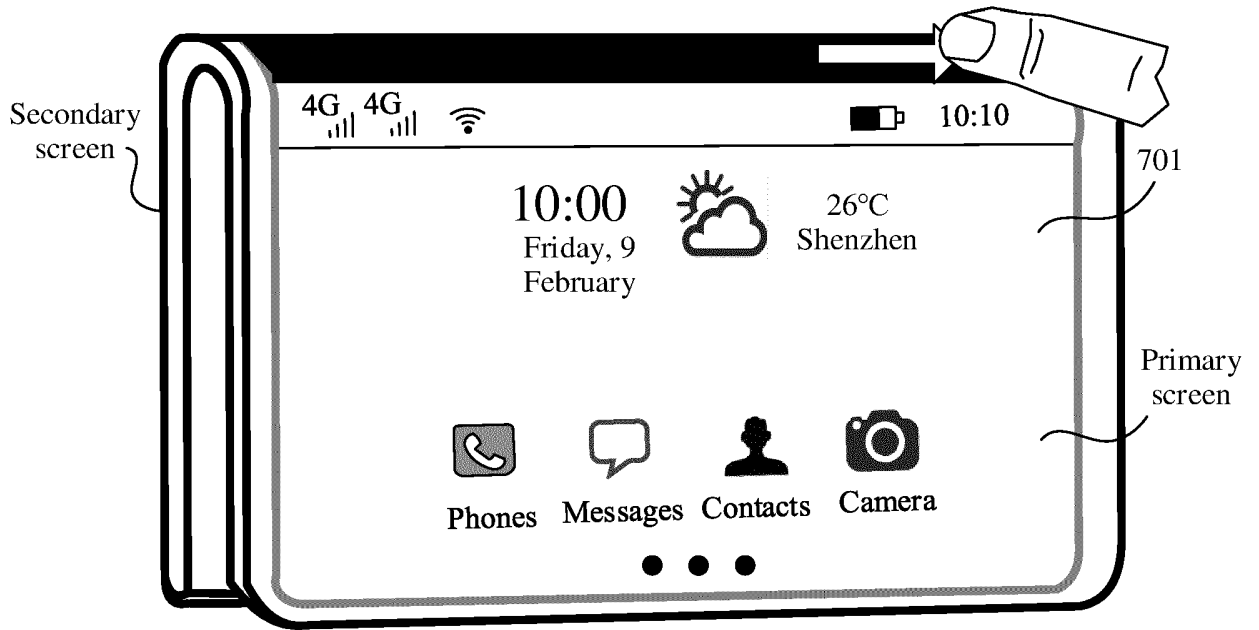 Secondary
screen
4G 4G
10:10
701
10:00
Friday, 9
February
26°C
Shenzhen
Primary
screen
Phones Messages Contacts Camera